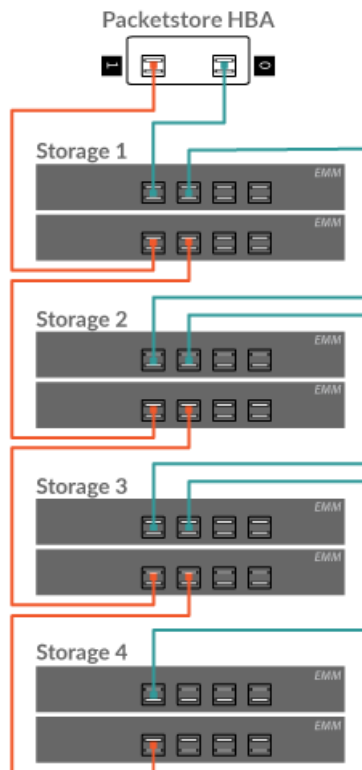 Packetstore HBA
1 0
Storage 1
EMM
EMM
Storage 2
EMM
EMM
Storage 3
EMM
EMM
Storage 4
EMM
EMM